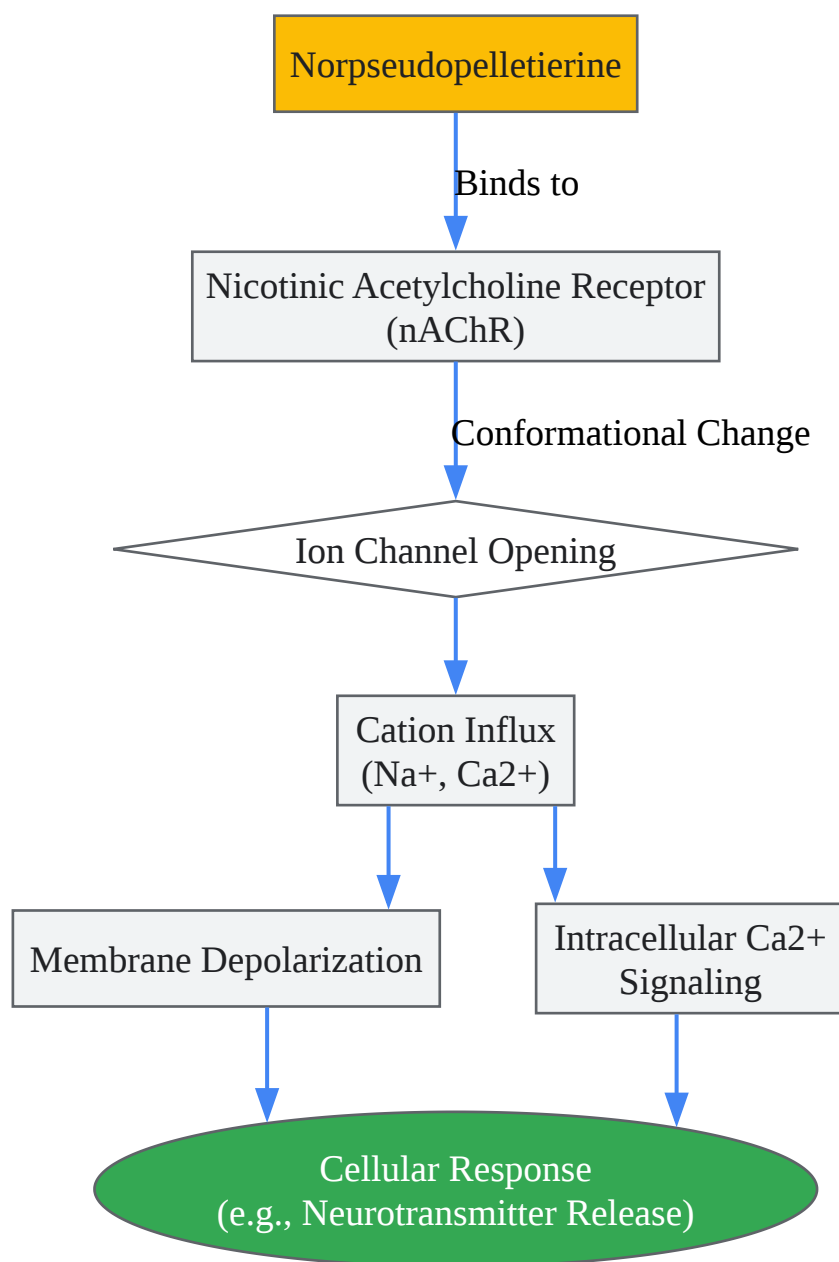 Norpseudopelletierine
Binds to
Nicotinic Acetylcholine Receptor
(nAChR)
Conformational Change
Ion Channel Opening
Cation Influx
(Na+, Ca2+)
Membrane Depolarization
Intracellular Ca2+
Signaling
Cellular Response
(e.g., Neurotransmitter Release)